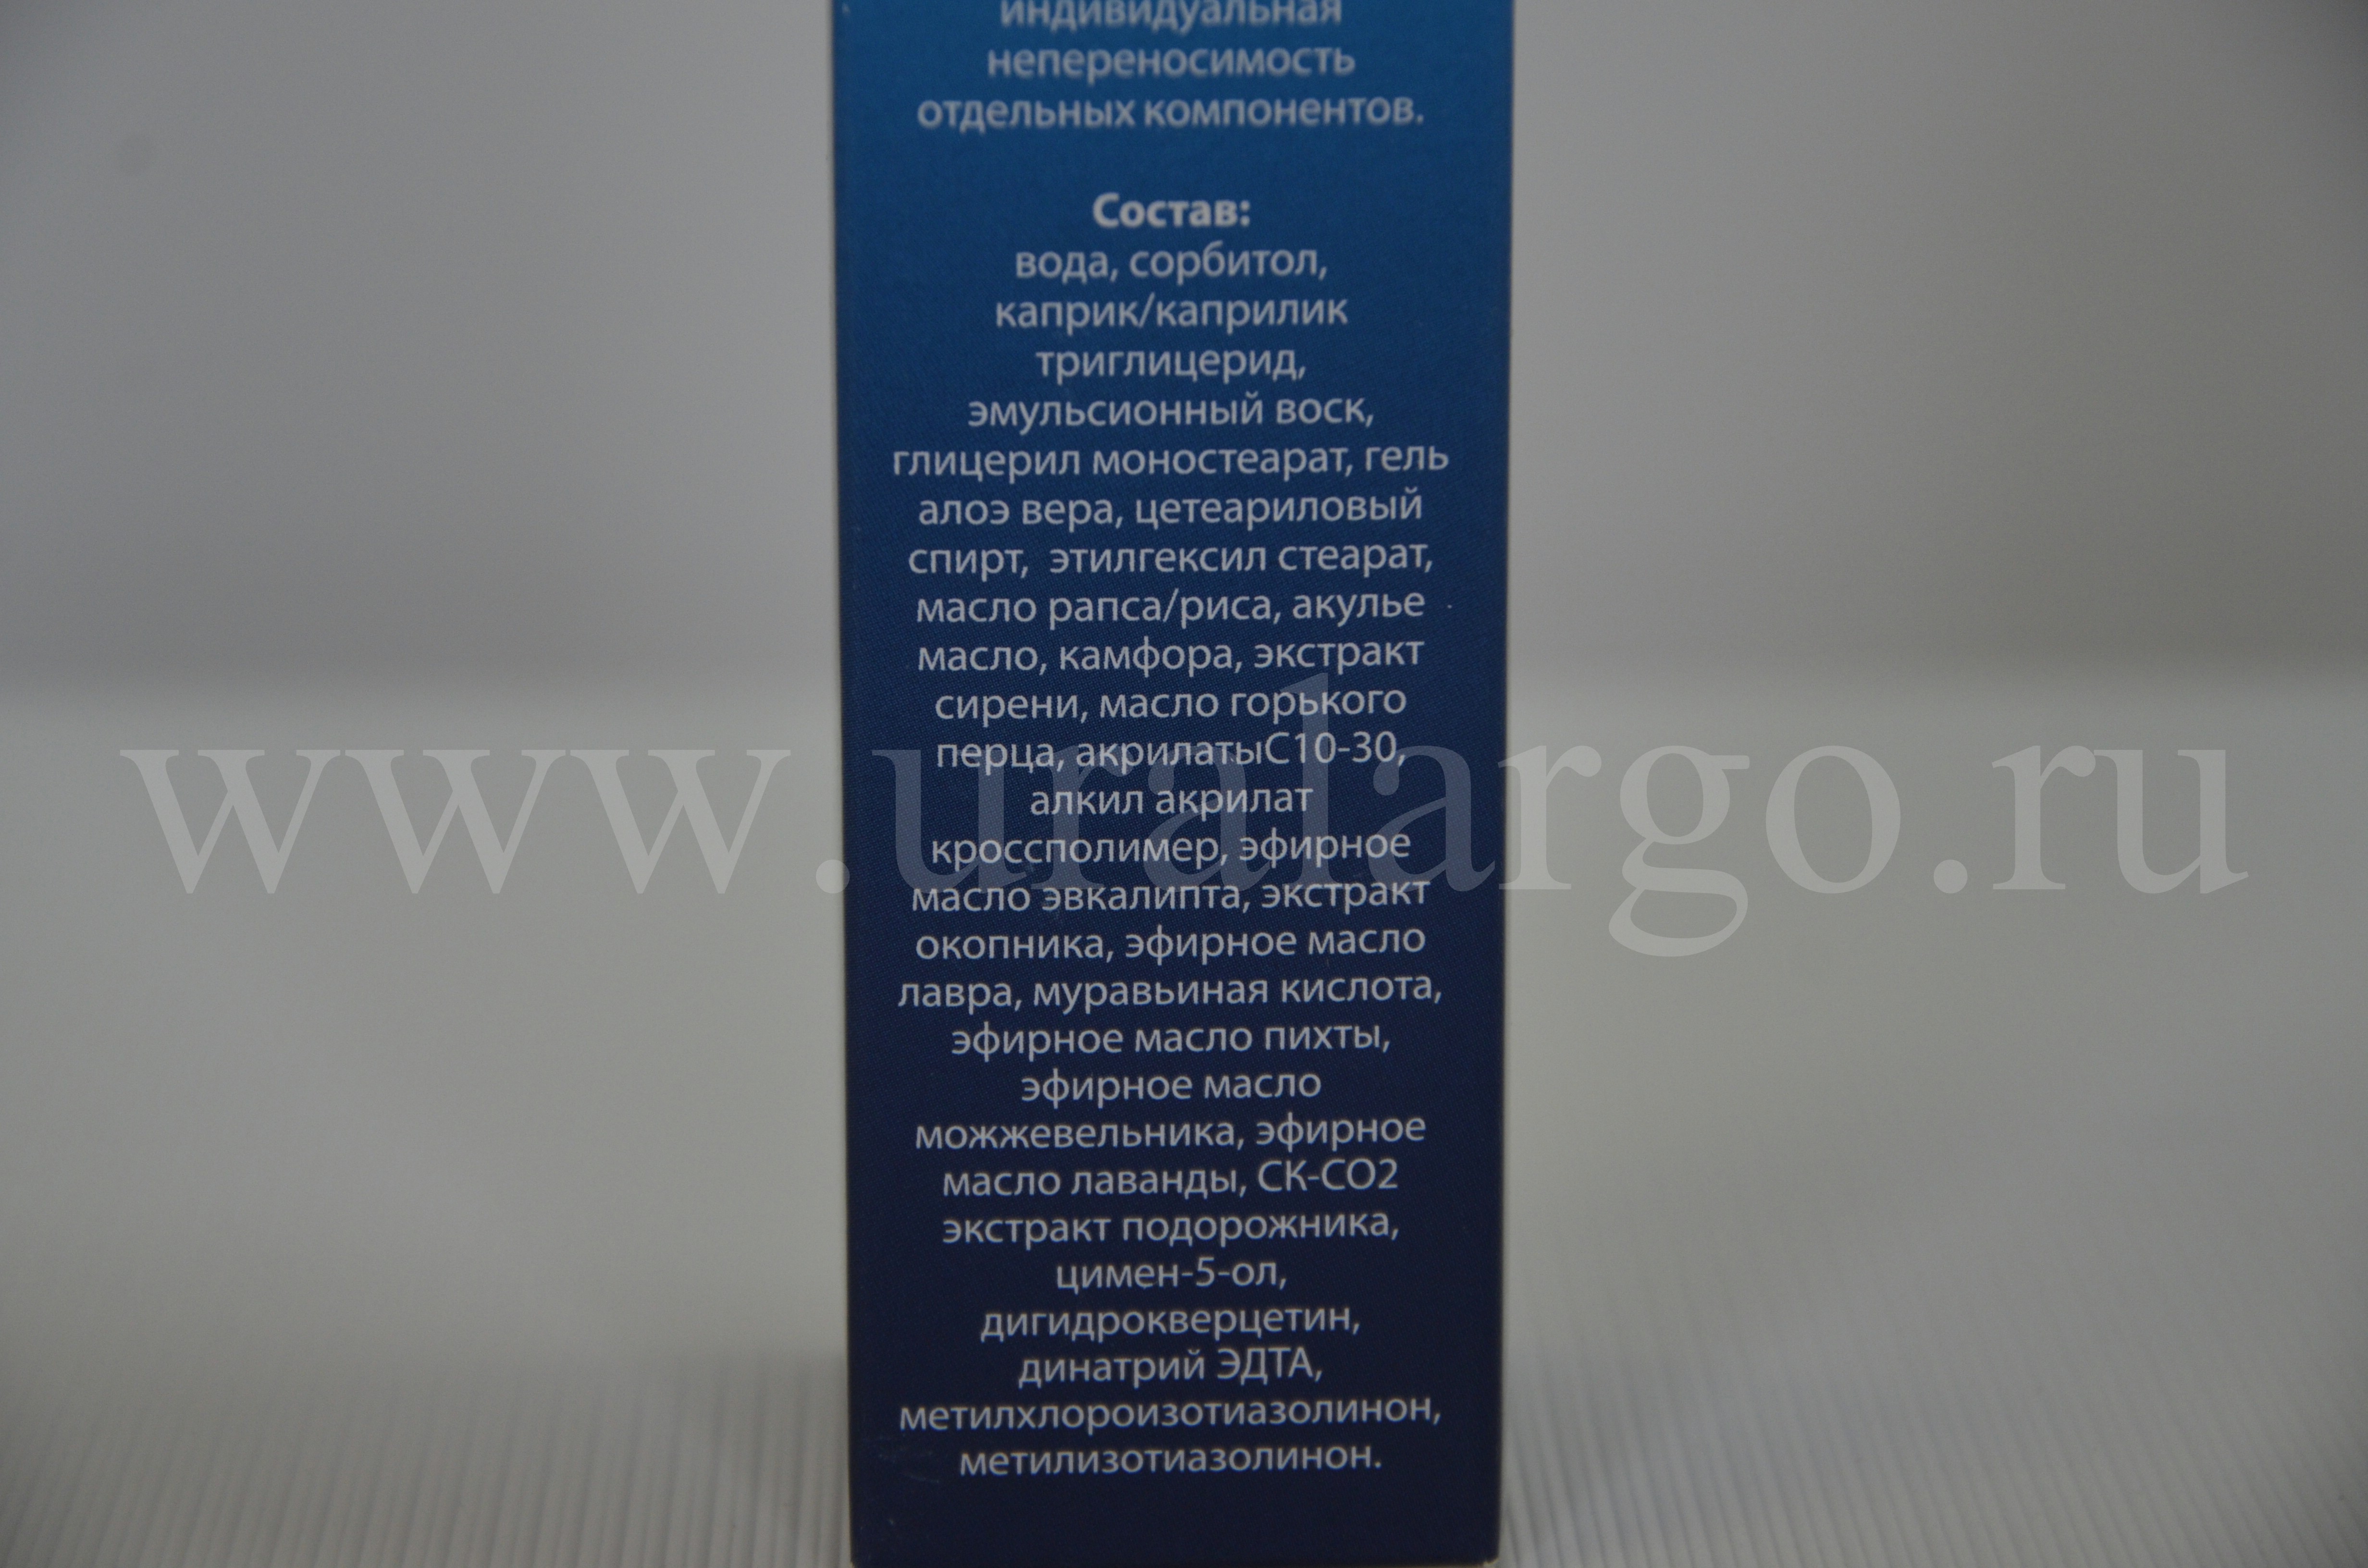 индивидуальная
непереносимость
отдельных компонентов.
Состав:
вода, сорбитол,
каприк/каприлик
триглицерид,
эмульсионный воск,
глицерил моностеарат, гель
алоэ вера, цетеариловый
спирт, этилгексил стеарат,
масло рапса/риса, акулье
масло, камфора, экстракт
сирени, масло горького
перца, акрилатыС10-30,
алкил акрилат
кроссполимер, эфирное
масло эвкалипта, экстракт
окопника, эфирное масло
лавра, муравьиная кислота,
эфирное масло пихты,
эфирное масло
можжевельника, эфирное
масло лаванды, СК-СО2
экстракт подорожника,
цимен-5-ол,
дигидрокверцетин,
динатрий ЭДТА,
метилхлороизотиазолинон,
метилизотиазолинон.
www.uralargo.ru